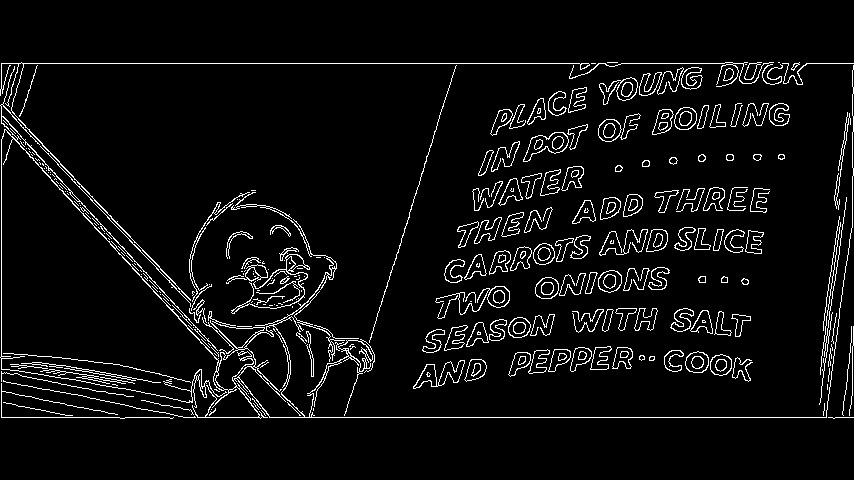 PLACE YOUNG DUCK
IN POT OF BOILING
WATER .......
THEN ADD THREE
CARROTS AND SLICE
TWO ONIONS ...
SEASON WITH SALT
AND PEPPER·· COOK